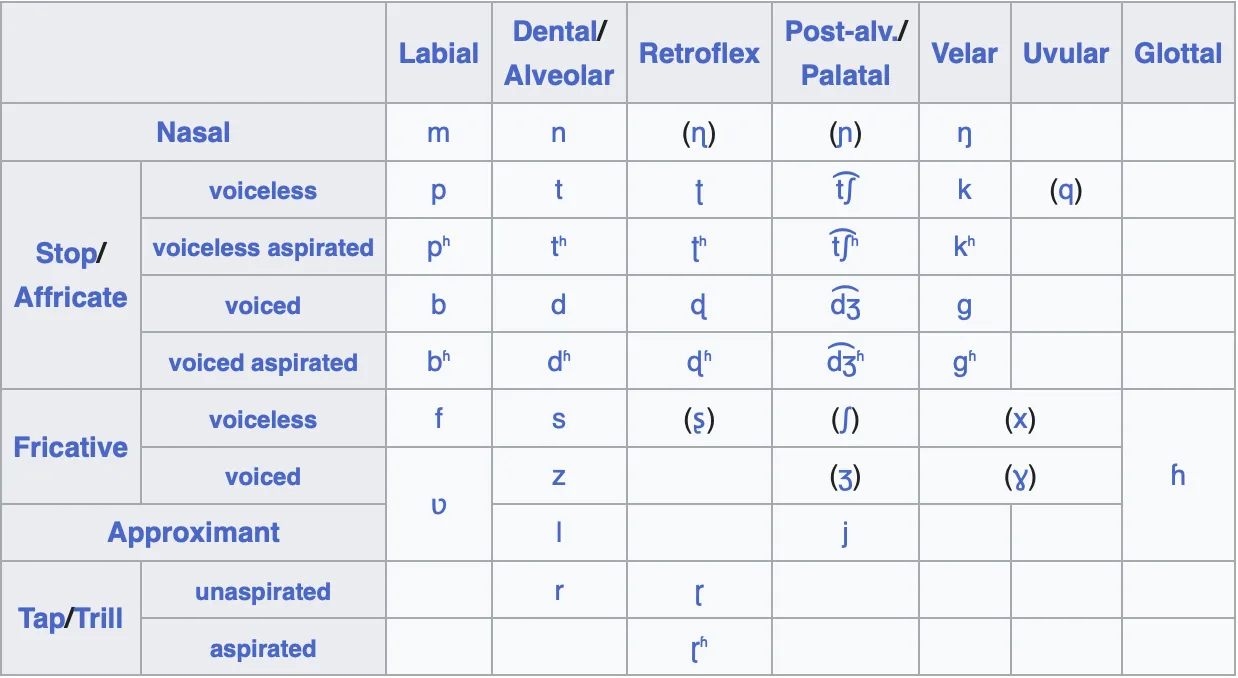 Labial Dental/ Alveolar Retroflex Post-alv./ Palatal Velar Uvular Glottal
Nasal m n (ɳ) (ɲ) ŋ
Stop/ Affricate voiceless p t ʈ t͡ʃ k (q)
voiceless aspirated pʰ tʰ ʈʰ t͡ʃʰ kʰ
voiced b d ɖ d͡ʒ ɡ
voiced aspirated bʱ dʱ ɖʱ d͡ʒʱ ɡʱ
Fricative voiceless f s (ʂ) (ʃ) (x) ɦ
voiced ʋ z (ʒ) (ɣ)
Approximant l j
Tap/Trill unaspirated r ɽ
aspirated ɽʱ